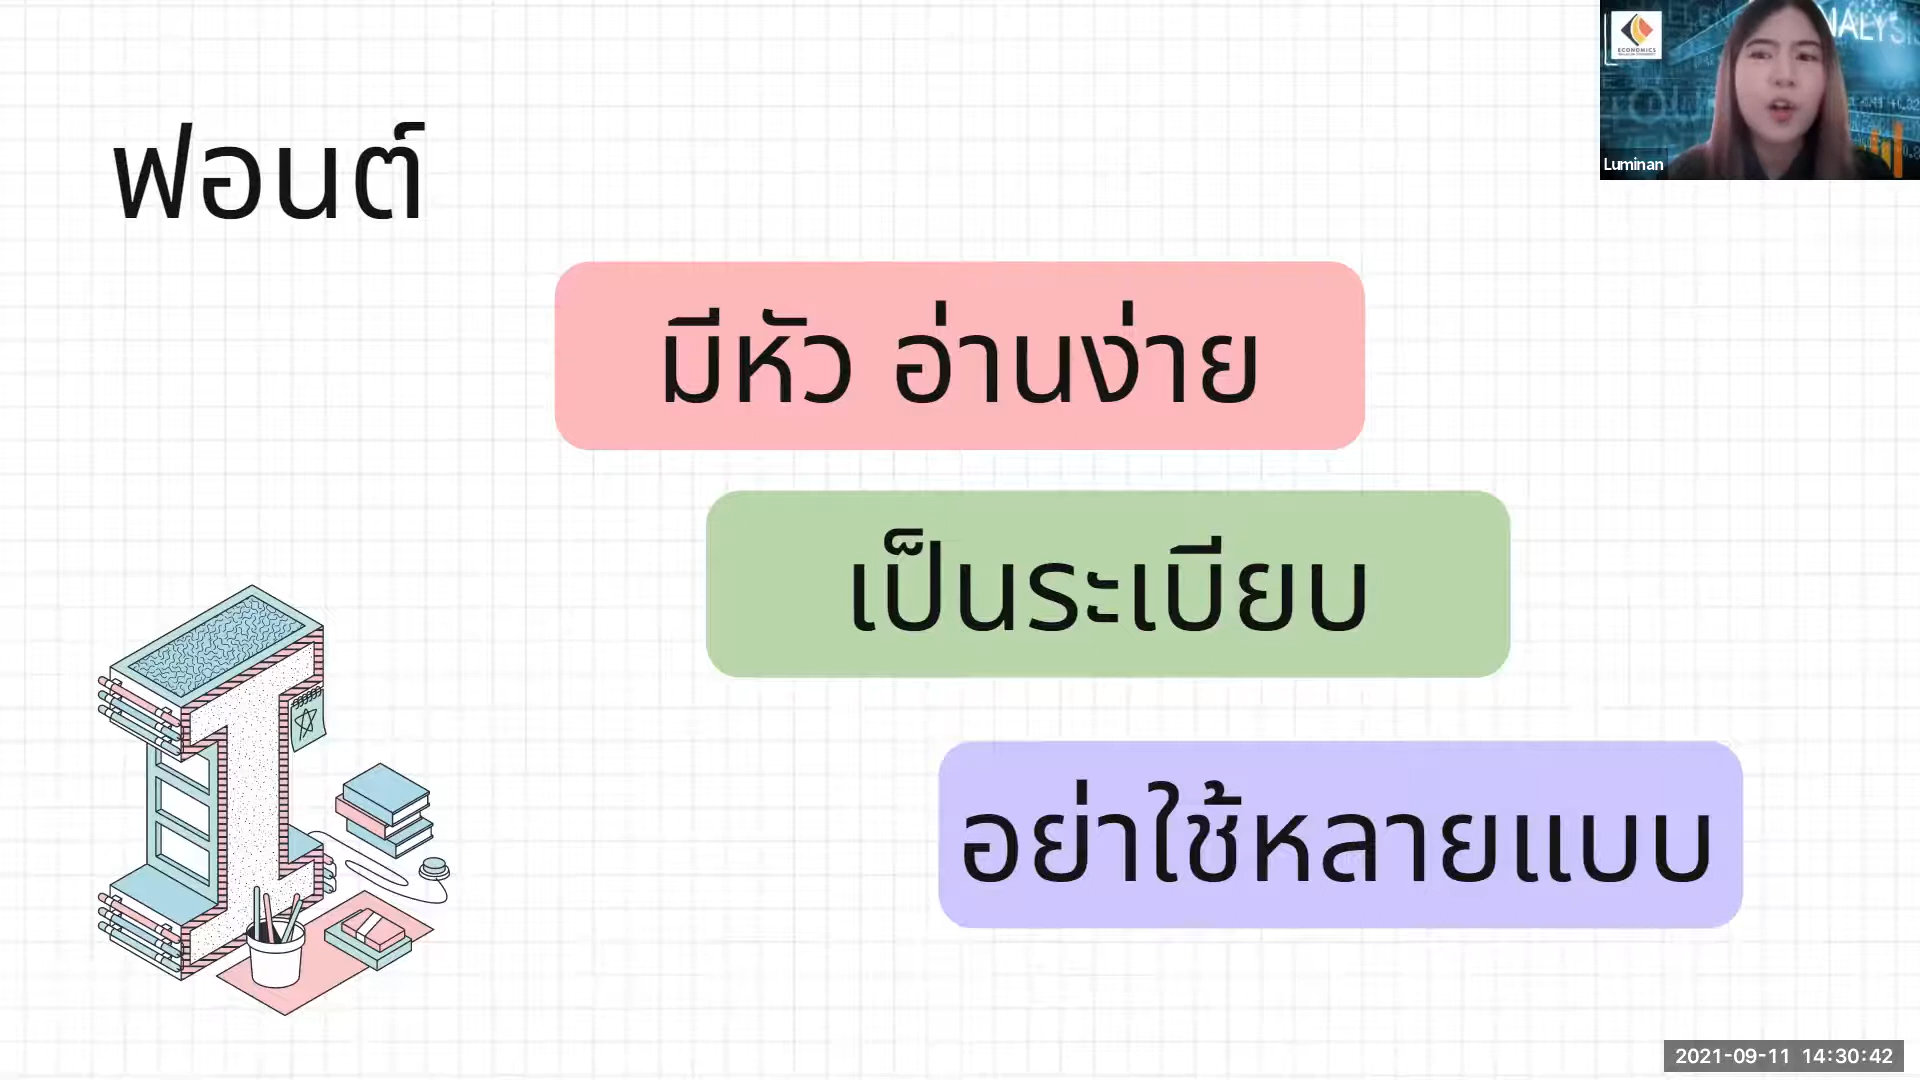 ฟอนต์
มีหัว อ่านง่าย
เป็นระเบียบ
อย่าใช้หลายแบบ
ECONOMICS
Luminan
2021-09-11 14:30:42